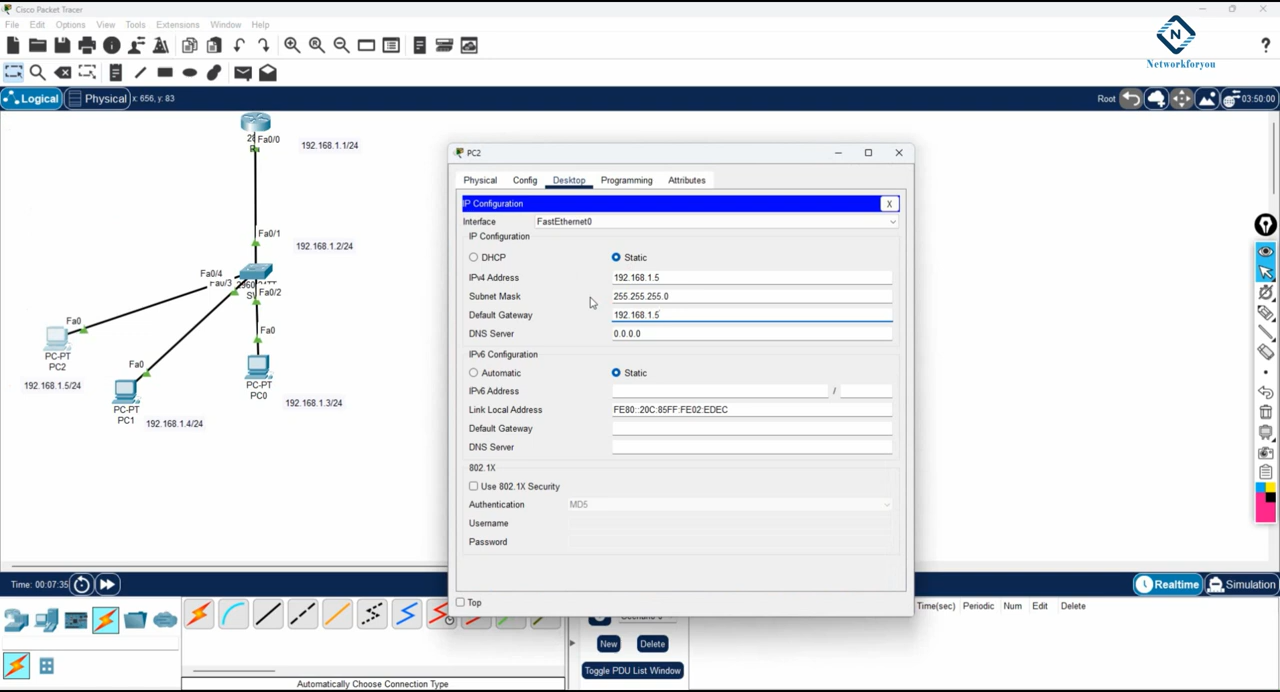 Cisco Packet Tracer
File Edit Options View Tools Extensions Window Help
N
Networkforyou
?
Logical Physical x: 656, y: 83
Root 03:50:00
Fa0/0
192.168.1.1/24
Fa0/1
192.168.1.2/24
Fa0/4
Fa0/3
Fa0/2
Fa0
PC-PT
PC2
192.168.1.5/24
Fa0
PC-PT
PC1
192.168.1.4/24
Fa0
PC-PT
PC0
192.168.1.3/24
PC2
Physical Config Desktop Programming Attributes
IP Configuration X
Interface FastEthernet0
IP Configuration
DHCP Static
IPv4 Address 192.168.1.5
Subnet Mask 255.255.255.0
Default Gateway 192.168.1.5
DNS Server 0.0.0.0
IPv6 Configuration
Automatic Static
IPv6 Address /
Link Local Address FE80::20C:85FF:FE02:EDEC
Default Gateway
DNS Server
802.1X
Use 802.1X Security
Authentication MD5
Username
Password
Top
Time: 00:07:35
Realtime Simulation
Time(sec) Periodic Num Edit Delete
New Delete
Toggle PDU List Window
Automatically Choose Connection Type